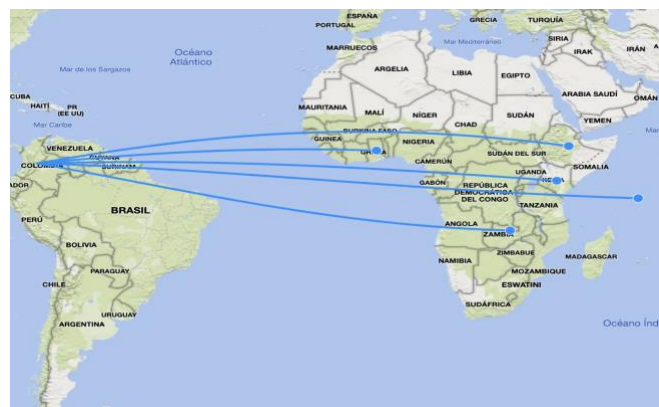 ESPAÑA
PORTUGAL
GRECIA
TURQUÍA
Océano
Atlántico
Mar Mediterráneo
SIRIA
IRAK
IRÁN
MARRUECOS
Mar de los Sargazos
ARGELIA
LIBIA
EGIPTO
CUBA
HAITÍ
PR
(EE UU)
ARABIA SAUDÍ
OMÁN
MAURITANIA
MALÍ
NÍGER
SUDÁN
YEMEN
Mar Caribe
CHAD
Mar
BURKINA FASO
GUINEA
NIGERIA
VENEZUELA
GUYANA
SURINAM
COLOMBIA
GHANA
CAMERÚN
SUDÁN DEL SUR
SOMALIA
UGANDA
KENIA
ADOR
GABÓN
REPÚBLICA
DEMOCRÁTICA
DEL CONGO
TANZANIA
PERÚ
BRASIL
ANGOLA
ZAMBIA
BOLIVIA
ZIMBABUE
MADAGASCAR
NAMIBIA
MOZAMBIQUE
PARAGUAY
CHILE
ESWATINI
SUDÁFRICA
URUGUAY
ARGENTINA
Océano Índ